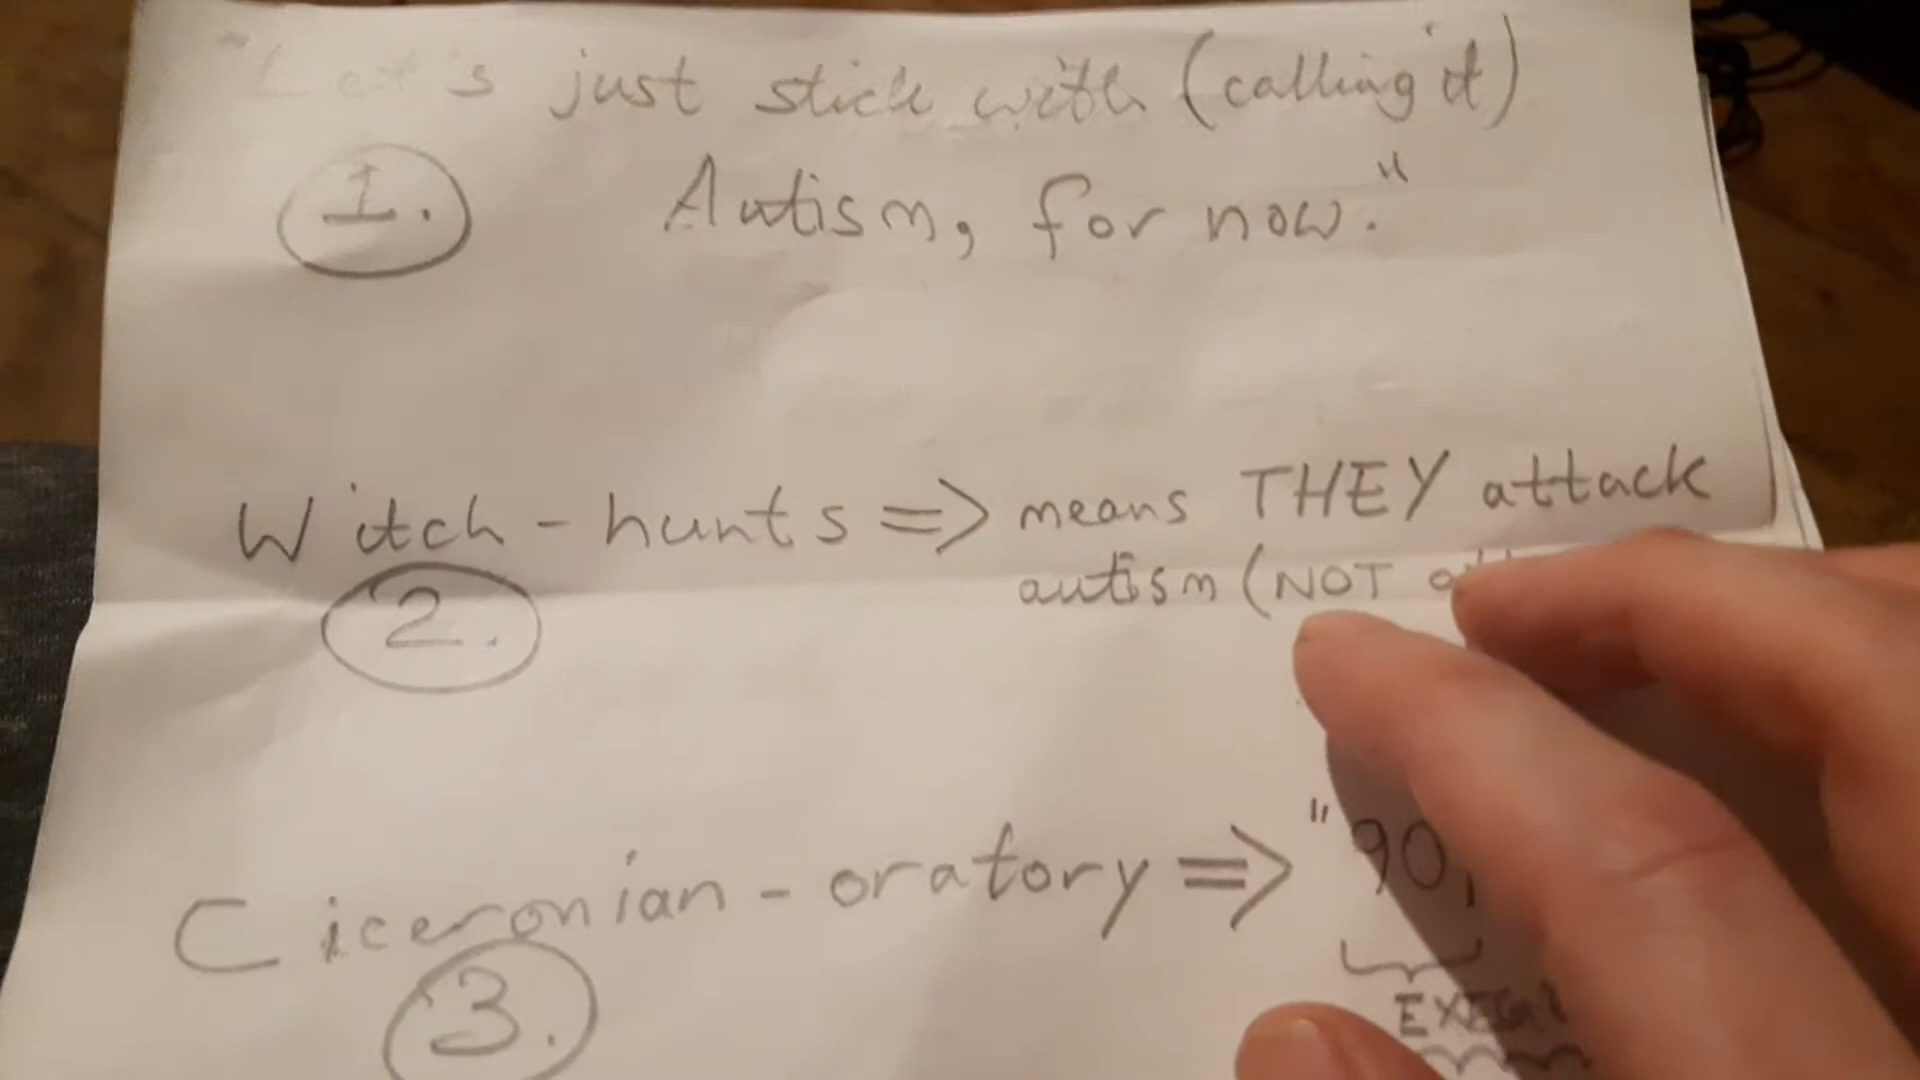 "Let's just stick with (calling it)
1. Autism, for now."
Witch-hunts => means THEY attack
2. autism (NOT
Ciceronian-oratory => "90,
3.